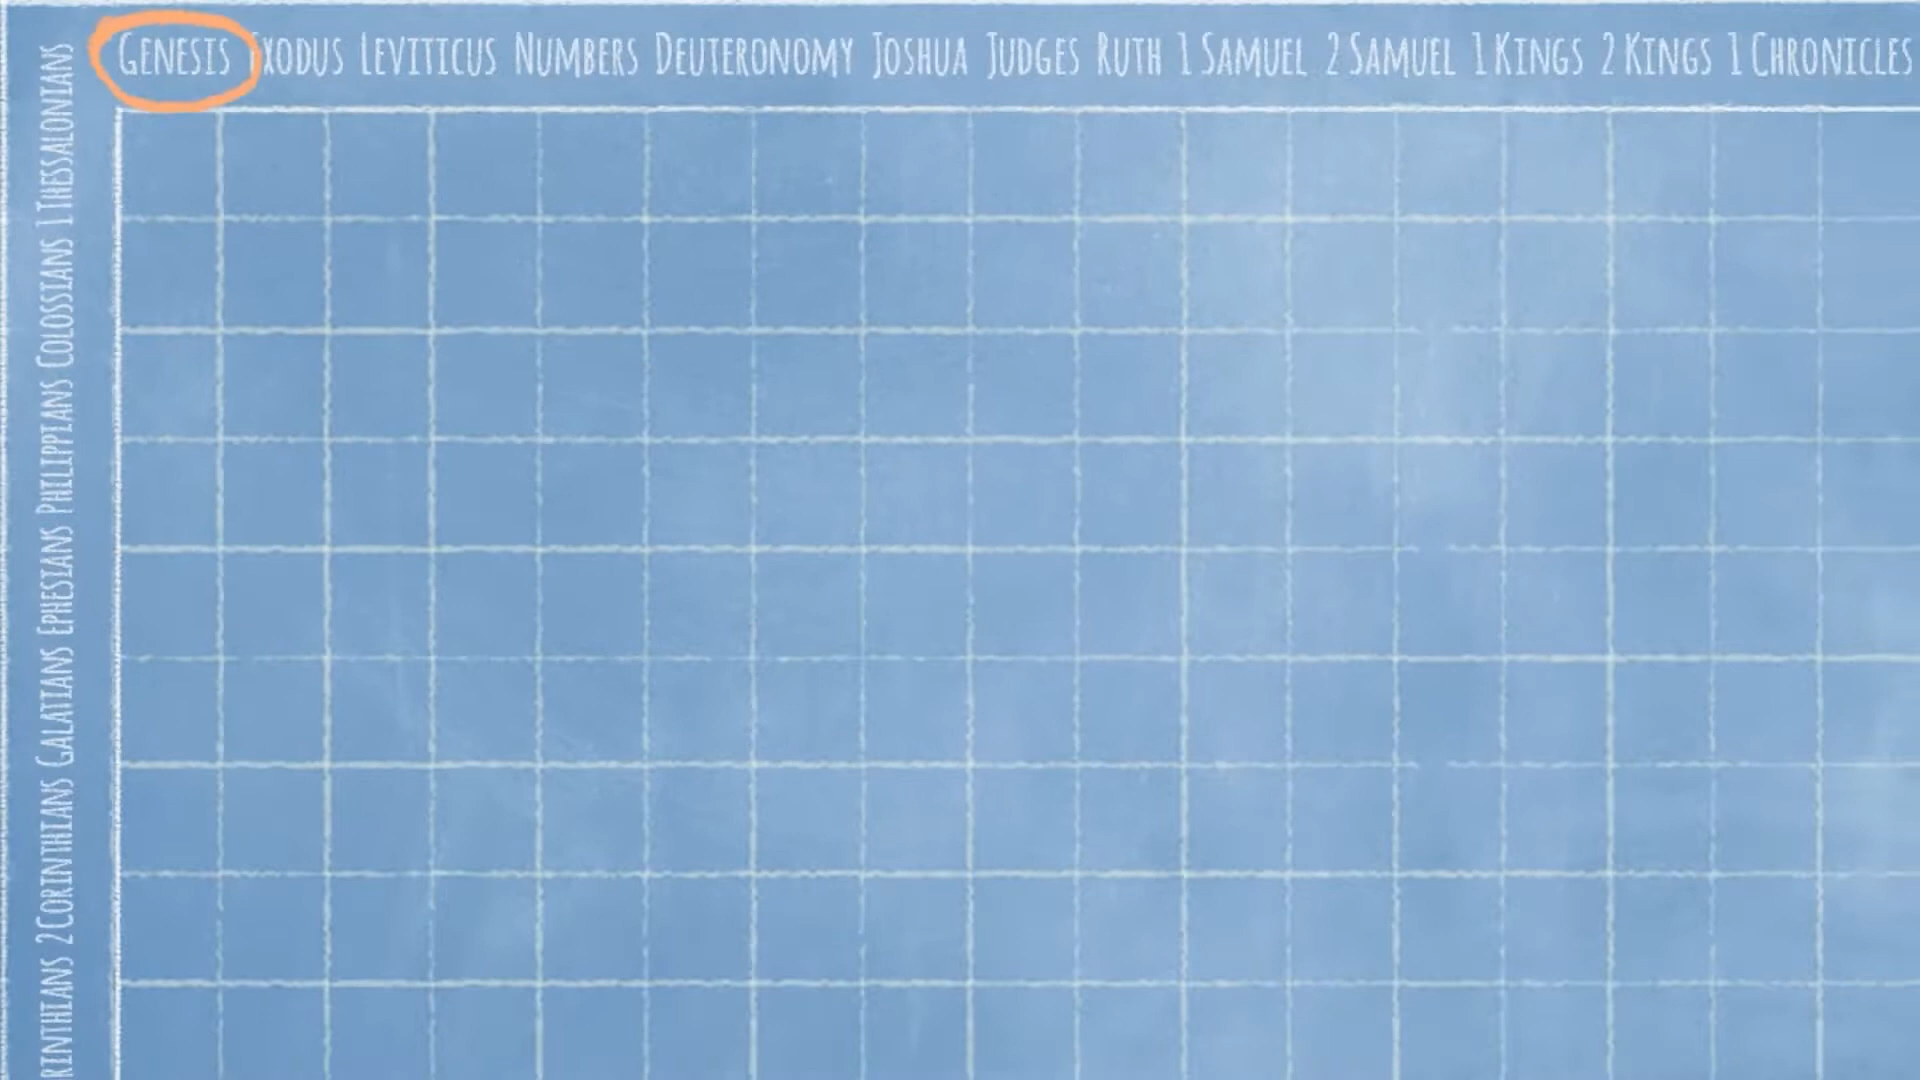 Genesis Exodus Leviticus Numbers Deuteronomy Joshua Judges Ruth 1 Samuel 2 Samuel 1 Kings 2 Kings 1 Chronicles
rinthians 2 Corinthians Galatians Ephesians Philippians Colossians 1 Thessalonians